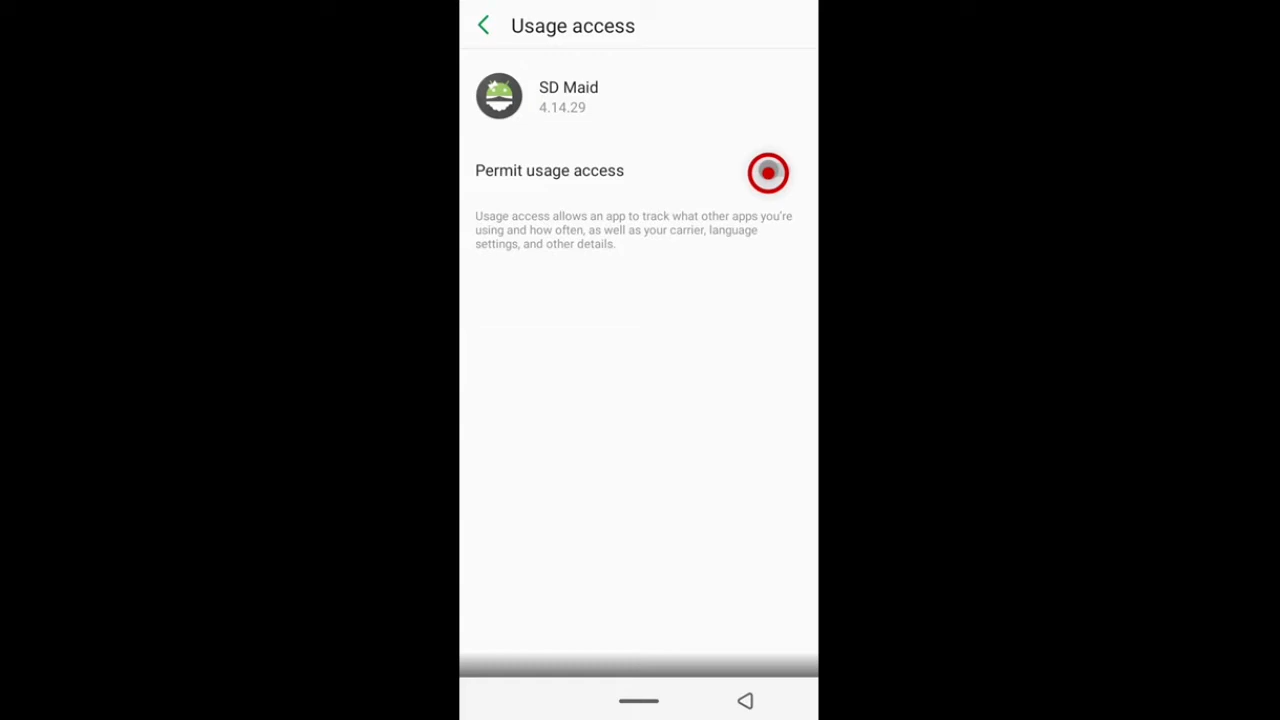 Usage access
SD Maid
4.14.29
Permit usage access
Usage access allows an app to track what other apps you're
using and how often, as well as your carrier, language
settings, and other details.